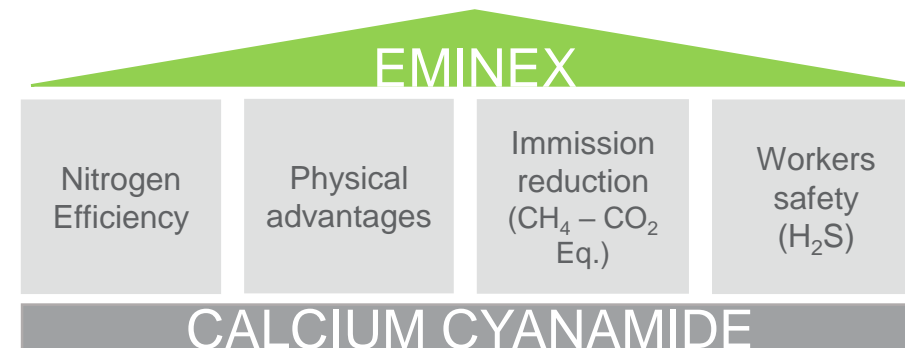 EMINEX
Nitrogen
Efficiency
Physical
advantages
Immission
reduction
(CH₄ – CO₂
Eq.)
Workers
safety
(H₂S)
CALCIUM CYANAMIDE